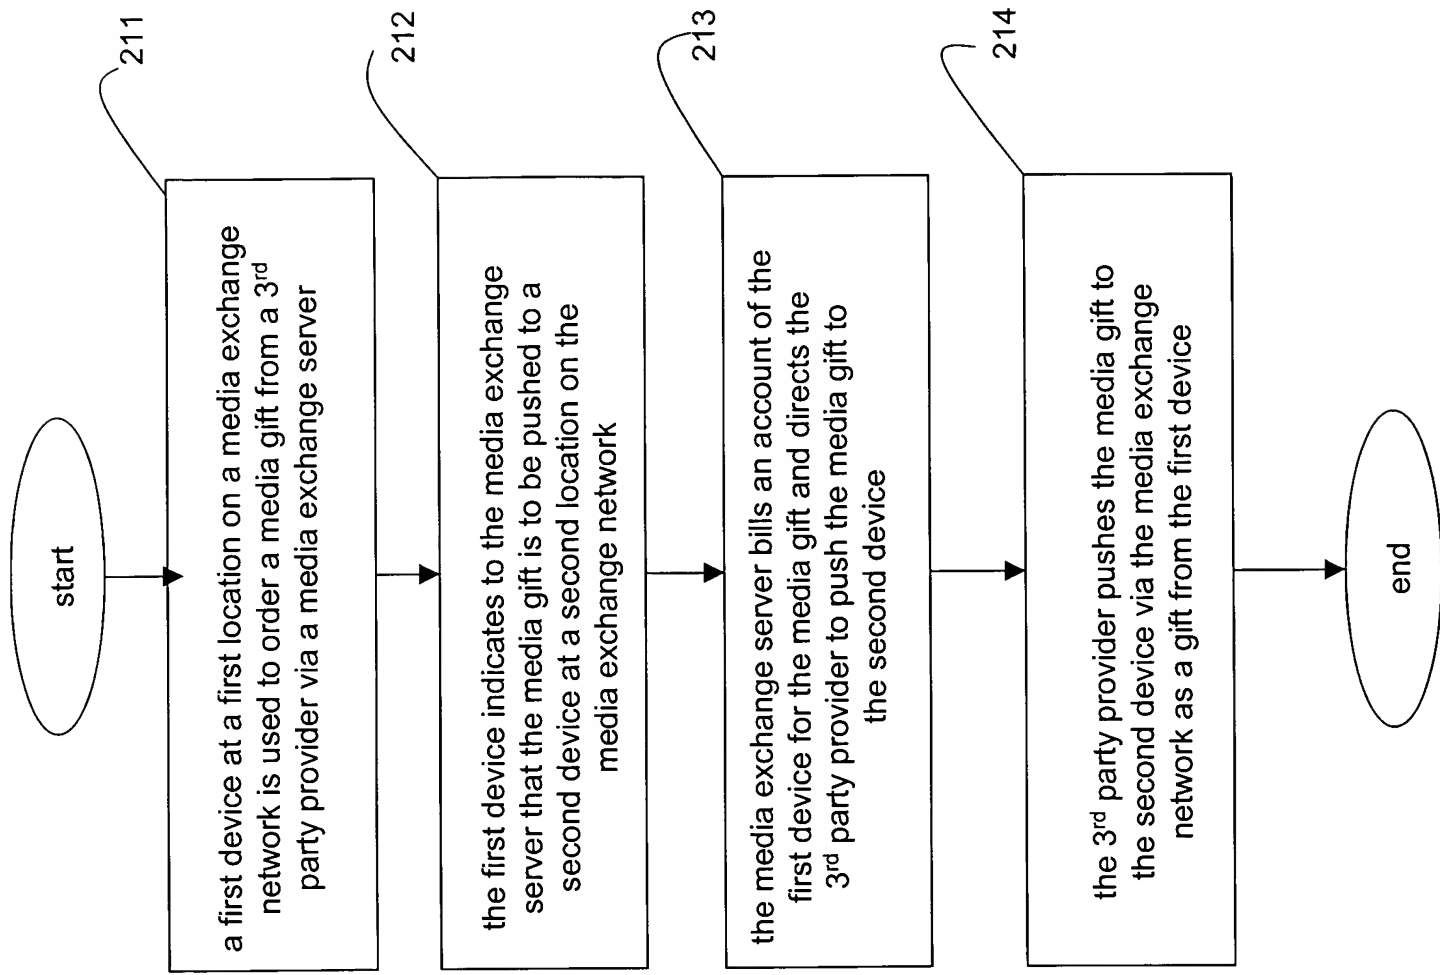 start
211
a first device at a first location on a media exchange
network is used to order a media gift from a 3rd
party provider via a media exchange server
212
the first device indicates to the media exchange
server that the media gift is to be pushed to a
second device at a second location on the
media exchange network
213
the media exchange server bills an account of the
first device for the media gift and directs the
3rd party provider to push the media gift to
the second device
214
the 3rd party provider pushes the media gift to
the second device via the media exchange
network as a gift from the first device
end